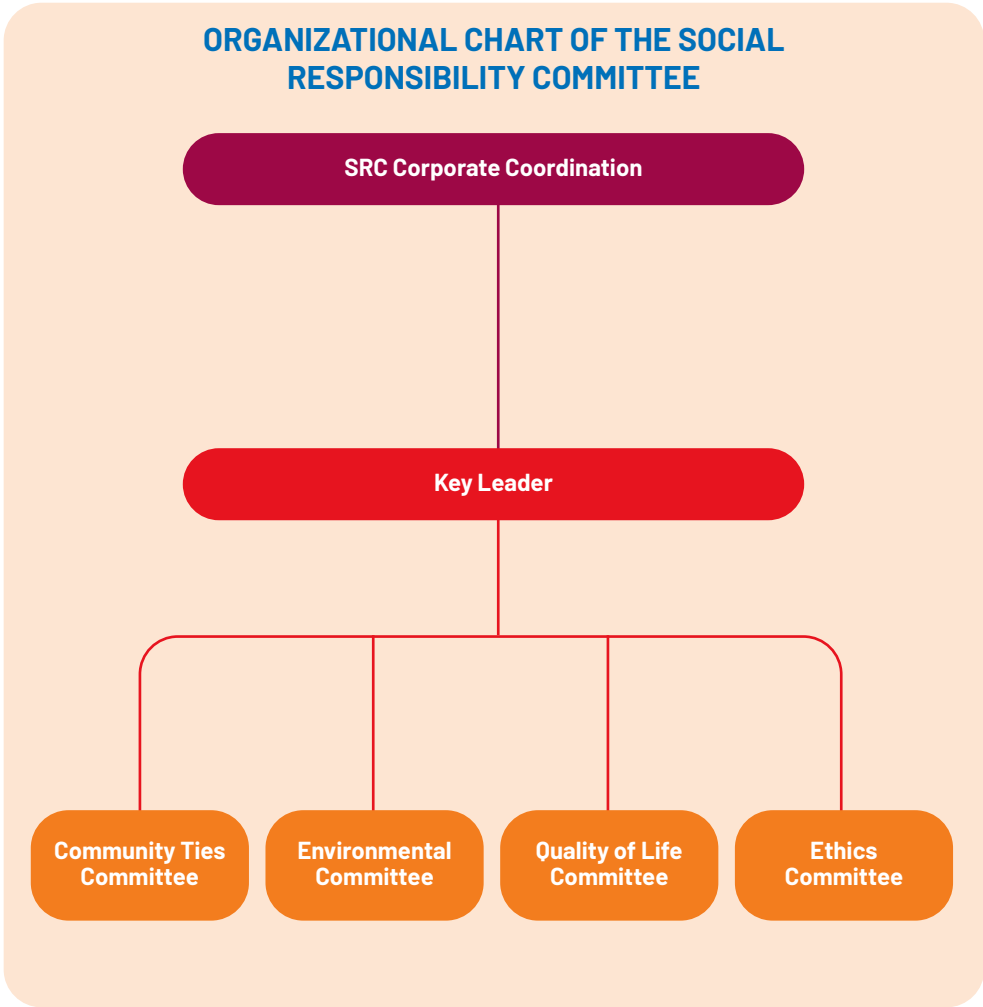 ORGANIZATIONAL CHART OF THE SOCIAL
RESPONSIBILITY COMMITTEE
SRC Corporate Coordination
Key Leader
Community Ties
Committee
Environmental
Committee
Quality of Life
Committee
Ethics
Committee